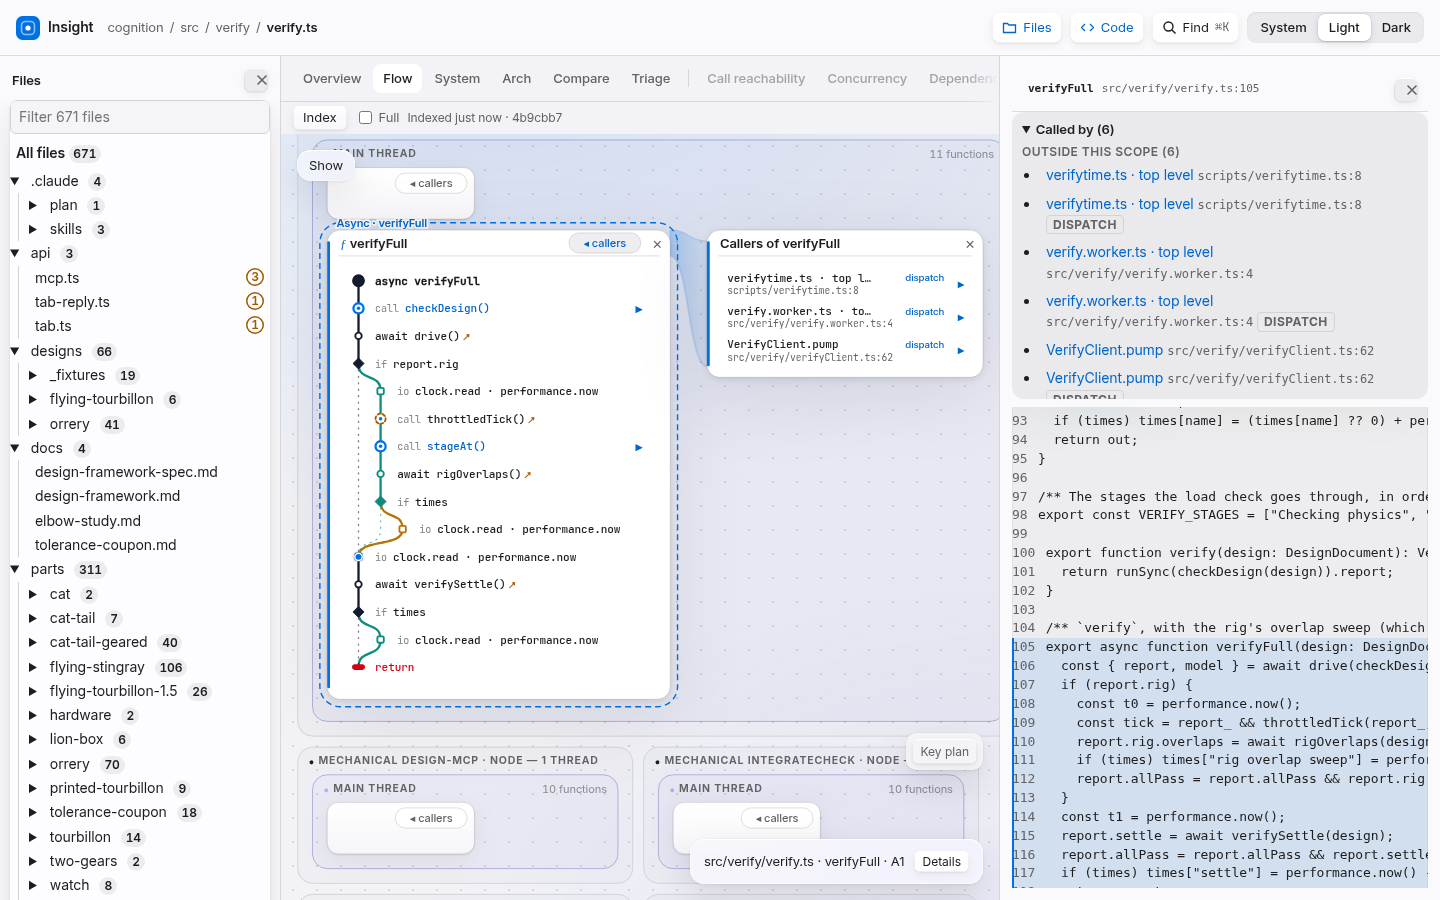 Insight
cognition / src / verify / verify.ts
Files
Code
Find ⌘K
System
Light
Dark
Files
Filter 671 files
All files 671
.claude 4
plan 1
skills 3
api 3
mcp.ts 3
tab-reply.ts 1
tab.ts 1
designs 66
_fixtures 19
flying-tourbillon 6
orrery 41
docs 4
design-framework-spec.md
design-framework.md
elbow-study.md
tolerance-coupon.md
parts 311
cat 2
cat-tail 7
cat-tail-geared 40
flying-stingray 106
flying-tourbillon-1.5 26
hardware 2
lion-box 6
orrery 70
printed-tourbillon 9
tolerance-coupon 18
tourbillon 14
two-gears 2
watch 8
Overview
Flow
System
Arch
Compare
Triage
Call reachability
Concurrency
Index
Full
Indexed just now · 4b9cbb7
Show
THREAD
11 functions
◂ callers
Async · verifyFull
ƒ verifyFull
◂ callers
async verifyFull
call checkDesign()
await drive()↗
if report.rig
io clock.read · performance.now
call throttledTick()↗
call stageAt()
await rigOverlaps()↗
if times
io clock.read · performance.now
io clock.read · performance.now
await verifySettle()↗
if times
io clock.read · performance.now
return
Callers of verifyFull
verifytime.ts · top l… dispatch
scripts/verifytime.ts:8
verify.worker.ts · to… dispatch
src/verify/verify.worker.ts:4
VerifyClient.pump dispatch
src/verify/verifyClient.ts:62
Key plan
MECHANICAL DESIGN-MCP · NODE — 1 THREAD
MAIN THREAD
10 functions
◂ callers
MECHANICAL INTEGRATECHECK · NODE
MAIN THREAD
10 functions
◂ callers
src/verify/verify.ts · verifyFull · A1
Details
verifyFull src/verify/verify.ts:105
Called by (6)
OUTSIDE THIS SCOPE (6)
verifytime.ts · top level scripts/verifytime.ts:8
verifytime.ts · top level scripts/verifytime.ts:8
DISPATCH
verify.worker.ts · top level
src/verify/verify.worker.ts:4
verify.worker.ts · top level
src/verify/verify.worker.ts:4 DISPATCH
VerifyClient.pump src/verify/verifyClient.ts:62
VerifyClient.pump src/verify/verifyClient.ts:62
DISPATCH
93 if (times) times[name] = (times[name] ?? 0) + per
94 return out;
95 }
96
97 /** The stages the load check goes through, in orde
98 export const VERIFY_STAGES = ["Checking physics", "
99
100 export function verify(design: DesignDocument): Ve
101 return runSync(checkDesign(design)).report;
102 }
103
104 /** `verify`, with the rig's overlap sweep (which
105 export async function verifyFull(design: DesignDoc
106 const { report, model } = await drive(checkDesig
107 if (report.rig) {
108 const t0 = performance.now();
109 const tick = report_ && throttledTick(report_
110 report.rig.overlaps = await rigOverlaps(design
111 if (times) times["rig overlap sweep"] = perfor
112 report.allPass = report.allPass && report.rig
113 }
114 const t1 = performance.now();
115 report.settle = await verifySettle(design);
116 report.allPass = report.allPass && report.settle
117 if (times) times["settle"] = performance.now()